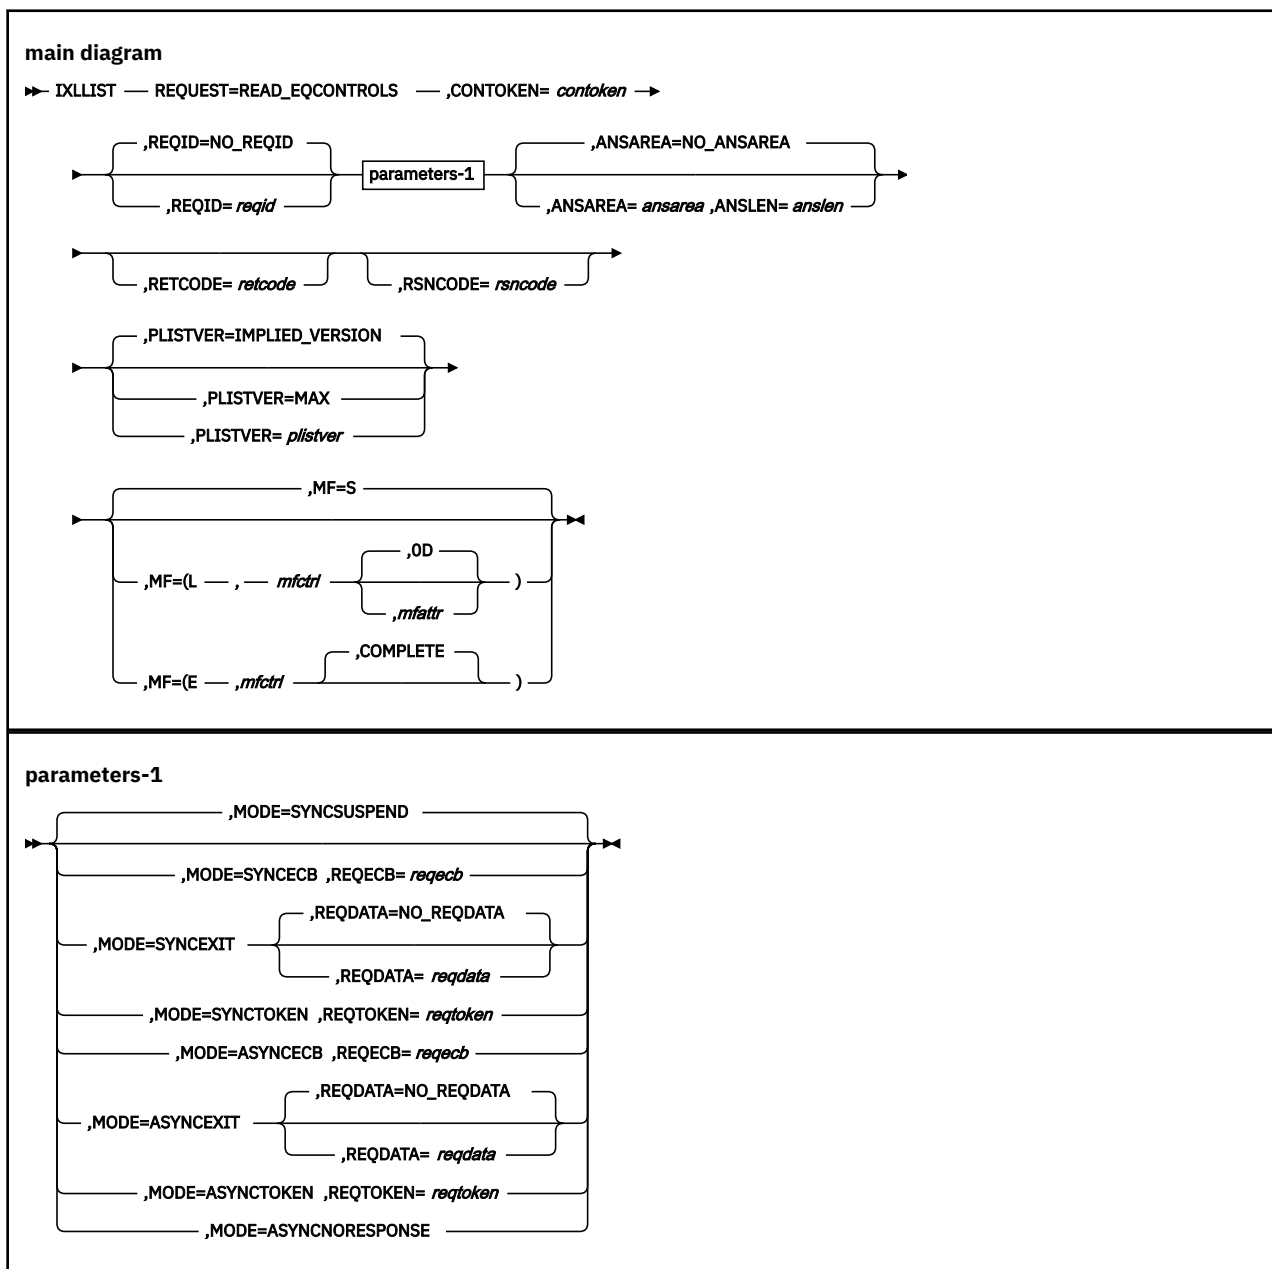 main diagram
IXLLIST REQUEST=READ_EQCONTROLS ,CONTOKEN= contoken
,REQID=NO_REQID
,REQID= reqid
parameters-1
,ANSAREA=NO_ANSAREA
,ANSAREA= ansarea ,ANSLEN= anslen
,RETCODE= retcode
,RSNCODE= rsncode
,PLISTVER=IMPLIED_VERSION
,PLISTVER=MAX
,PLISTVER= plistver
,MF=S
,MF=(L , mfctrl
,0D
,mfattr
)
,MF=(E ,mfctrl
,COMPLETE
)
parameters-1
,MODE=SYNCSUSPEND
,MODE=SYNCECB ,REQECB= reqecb
,MODE=SYNCEXIT
,REQDATA=NO_REQDATA
,REQDATA= reqdata
,MODE=SYNCTOKEN ,REQTOKEN= reqtoken
,MODE=ASYNCECB ,REQECB= reqecb
,MODE=ASYNCEXIT
,REQDATA=NO_REQDATA
,REQDATA= reqdata
,MODE=ASYNCTOKEN ,REQTOKEN= reqtoken
,MODE=ASYNCNORESPONSE